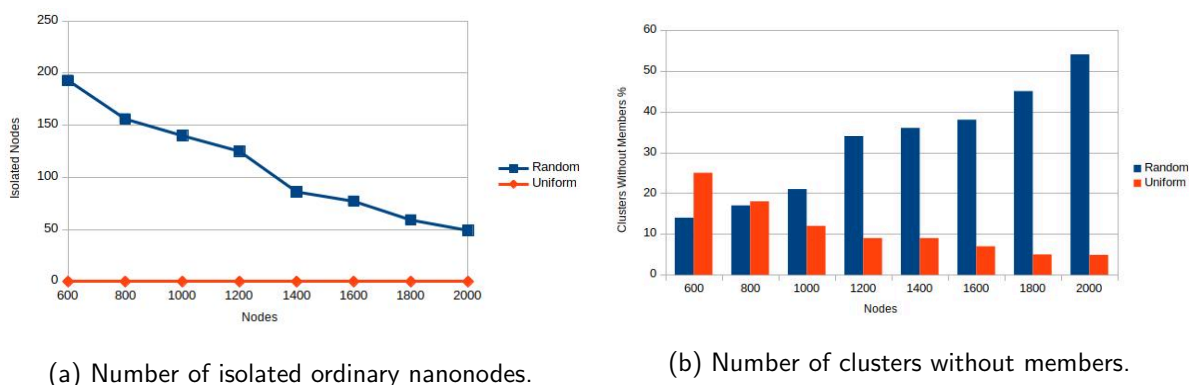 250
200
150
100
50
0
Isolated Nodes
600 800 1000 1200 1400 1600 1800 2000
Nodes
Random
Uniform
(a) Number of isolated ordinary nanonodes.
60
50
40
30
20
10
0
Clusters Without Members %
600 800 1000 1200 1400 1600 1800 2000
Nodes
Random
Uniform
(b) Number of clusters without members.